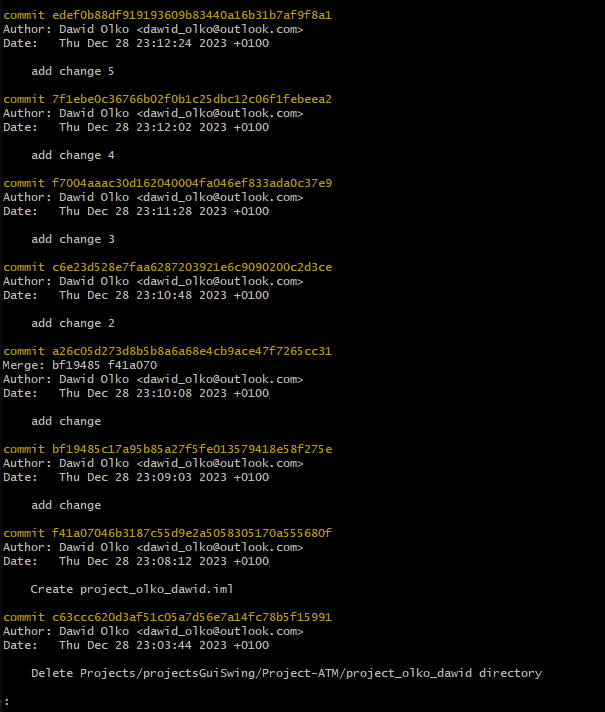 commit edef0b88df919193609b83440a16b31b7af9f8a1
Author: Dawid Olko <dawid_olko@outlook.com>
Date:   Thu Dec 28 23:12:24 2023 +0100
add change 5
commit 7f1ebe0c36766b02f0b1c25dbc12c06f1febeea2
Author: Dawid Olko <dawid_olko@outlook.com>
Date:   Thu Dec 28 23:12:02 2023 +0100
add change 4
commit f7004aaac30d162040004fa046ef833ada0c37e9
Author: Dawid Olko <dawid_olko@outlook.com>
Date:   Thu Dec 28 23:11:28 2023 +0100
add change 3
commit c6e23d528e7faa6287203921e6c9090200c2d3ce
Author: Dawid Olko <dawid_olko@outlook.com>
Date:   Thu Dec 28 23:10:48 2023 +0100
add change 2
commit a26c05d273d8b5b8a6a68e4cb9ace47f7265cc31
Merge: bf19485 f41a070
Author: Dawid Olko <dawid_olko@outlook.com>
Date:   Thu Dec 28 23:10:08 2023 +0100
add change
commit bf19485c17a95b85a27f5fe013579418e58f275e
Author: Dawid Olko <dawid_olko@outlook.com>
Date:   Thu Dec 28 23:09:03 2023 +0100
add change
commit f41a07046b3187c55d9e2a5058305170a555680f
Author: Dawid Olko <dawid_olko@outlook.com>
Date:   Thu Dec 28 23:08:12 2023 +0100
Create project_olko_dawid.iml
commit c63ccc620d3af51c05a7d56e7a14fc78b5f15991
Author: Dawid Olko <dawid_olko@outlook.com>
Date:   Thu Dec 28 23:03:44 2023 +0100
Delete Projects/projectsGuiSwing/Project-ATM/project_olko_dawid directory
: